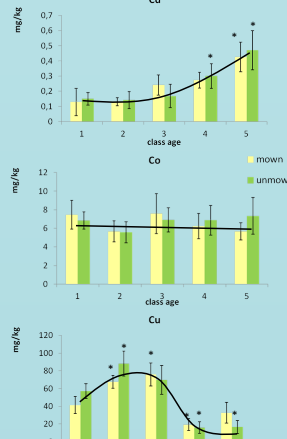 mg/kg
0,7
0,6
0,5
0,4
0,3
0,2
0,1
0
* * *
1 2 3 4 5
class age
Co
mg/kg
mown
unmow
12
10
8
6
4
2
0
1 2 3 4 5
class age
Cu
mg/kg
120
100
80
60
40
20
* * * * * *